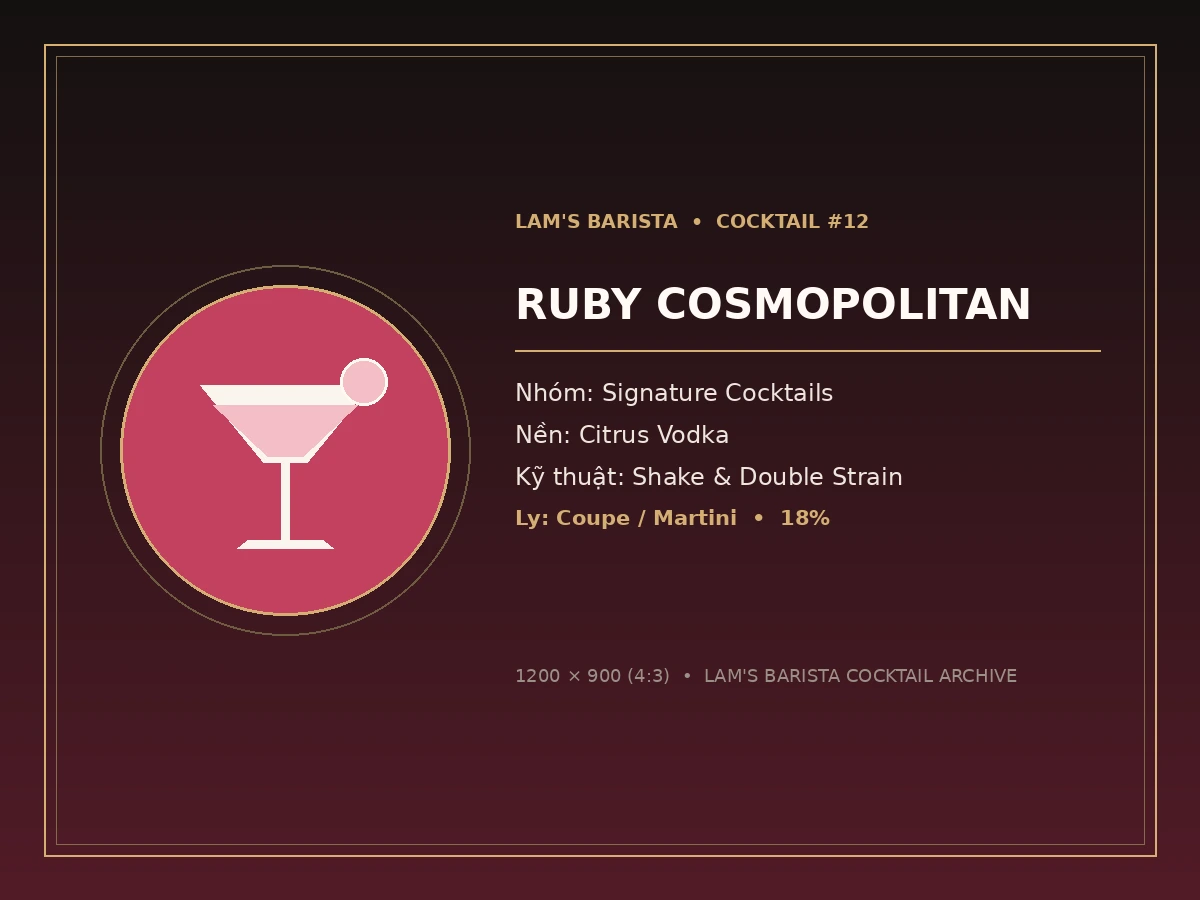 LAM'S BARISTA • COCKTAIL #12
RUBY COSMOPOLITAN
Nhóm: Signature Cocktails
Nền: Citrus Vodka
Kỹ thuật: Shake & Double Strain
Ly: Coupe / Martini • 18%
1200 × 900 (4:3) • LAM'S BARISTA COCKTAIL ARCHIVE